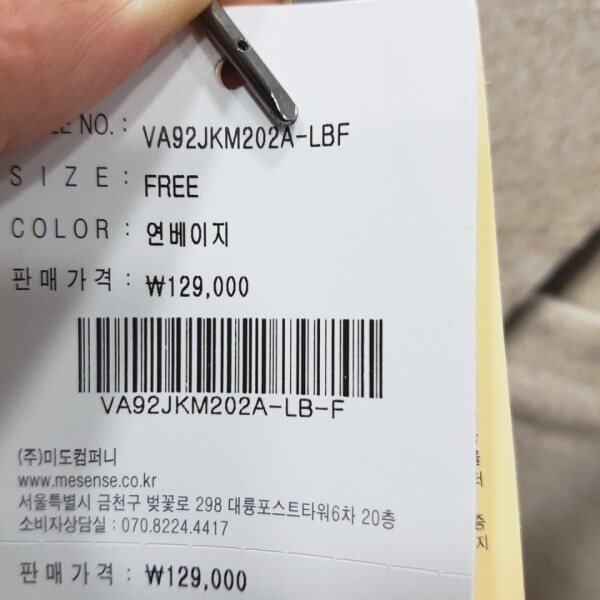 NO. : VA92JKM202A-LBF
SIZE : FREE
COLOR : 연베이지
판매가격 : ₩129,000
VA92JKM202A-LB-F
(주)미도컴퍼니
www.mesense.co.kr
서울특별시 금천구 벚꽃로 298 대륭포스트타워6차 20층
소비자상담실 : 070.8224.4417
판매가격 : ₩129,000